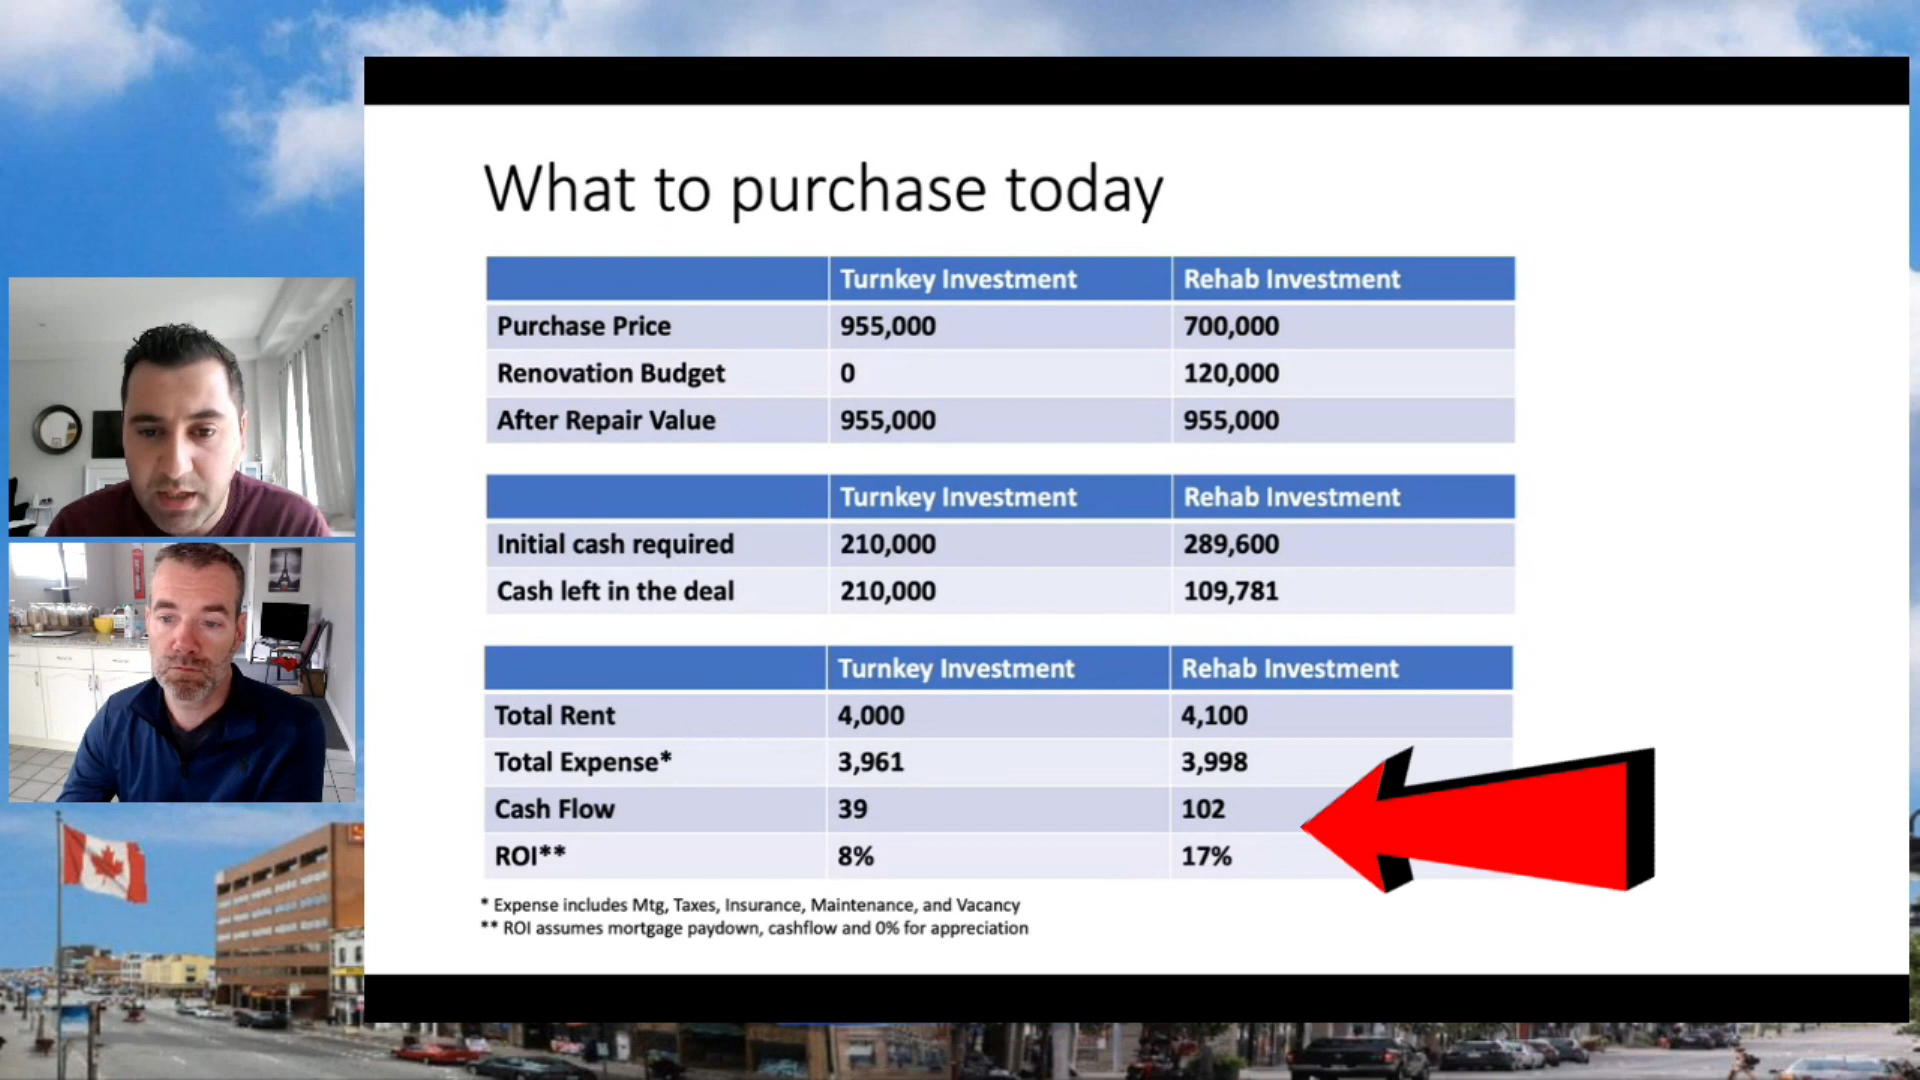 What to purchase today
Turnkey Investment Rehab Investment
Purchase Price 955,000 700,000
Renovation Budget 0 120,000
After Repair Value 955,000 955,000
Turnkey Investment Rehab Investment
Initial cash required 210,000 289,600
Cash left in the deal 210,000 109,781
Turnkey Investment Rehab Investment
Total Rent 4,000 4,100
Total Expense* 3,961 3,998
Cash Flow 39 102
ROI** 8% 17%
* Expense includes Mtg, Taxes, Insurance, Maintenance, and Vacancy
** ROI assumes mortgage paydown, cashflow and 0% for appreciation